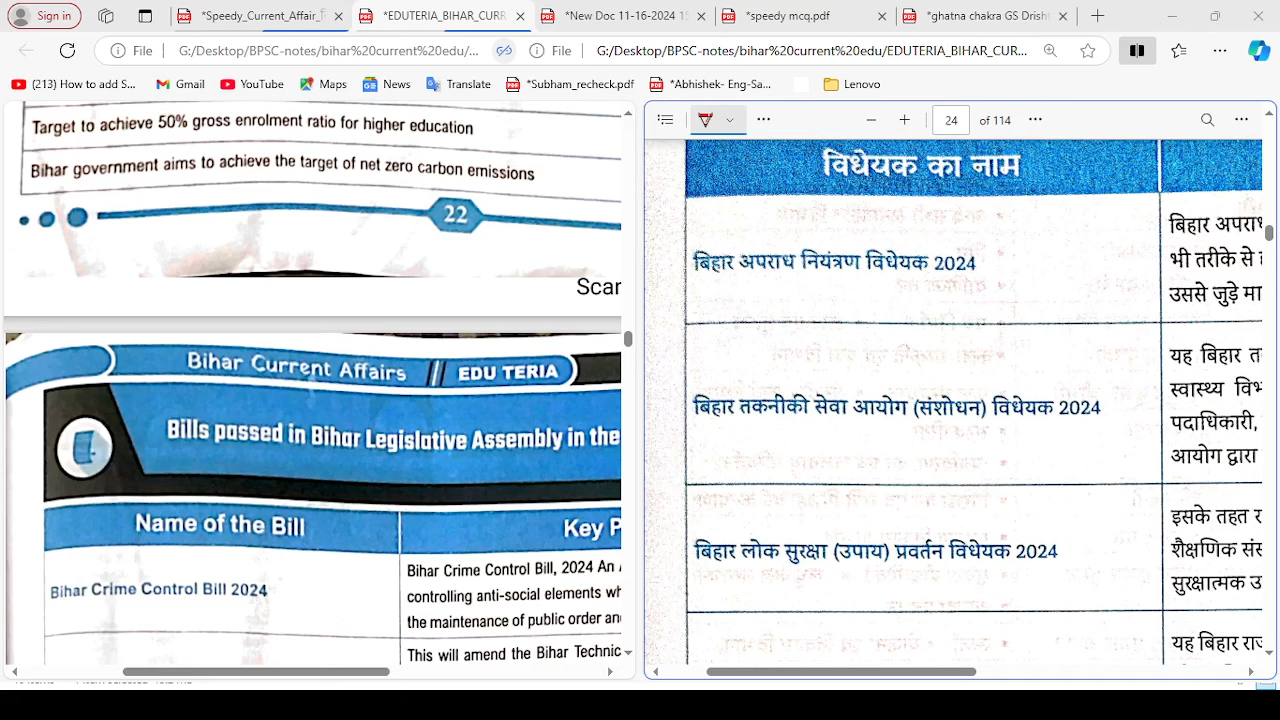 Sign in
*Speedy_Current_Affair_
*EDUTERIA_BIHAR_CURR
*New Doc 11-16-2024 15
*speedy mcq.pdf
*ghatna chakra GS Drisht
File
G:/Desktop/BPSC-notes/bihar%20current%20edu/...
File
G:/Desktop/BPSC-notes/bihar%20current%20edu/EDUTERIA_BIHAR_CUR...
(213) How to add S...
Gmail
YouTube
Maps
News
Translate
*Subham_recheck.pdf
*Abhishek- Eng-Sa...
Lenovo
Target to achieve 50% gross enrolment ratio for higher education
Bihar government aims to achieve the target of net zero carbon emissions
22
Scar
Bihar Current Affairs // EDU TERIA
Bills passed in Bihar Legislative Assembly in the
Name of the Bill
Key P
Bihar Crime Control Bill 2024
Bihar Crime Control Bill, 2024 An
controlling anti-social elements wh
the maintenance of public order an
This will amend the Bihar Technic
24 of 114
विधेयक का नाम
बिहार अपराध नियंत्रण विधेयक 2024
बिहार अपराध
भी तरीके से
उससे जुड़े मा
बिहार तकनीकी सेवा आयोग (संशोधन) विधेयक 2024
यह बिहार त
स्वास्थ्य विभ
पदाधिकारी,
आयोग द्वारा
बिहार लोक सुरक्षा (उपाय) प्रवर्तन विधेयक 2024
इसके तहत र
शैक्षणिक संस
सुरक्षात्मक उ
यह बिहार राज